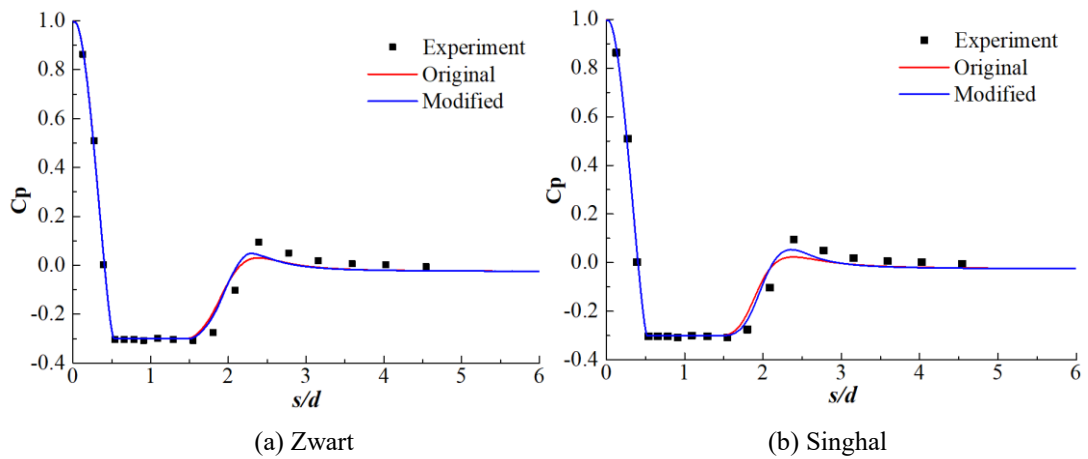 1.0
0.8
0.6
0.4
0.2
0.0
-0.2
-0.4
Cp
0 1 2 3 4 5 6
s/d
Experiment
Original
Modified
(a) Zwart
1.0
0.8
0.6
0.4
0.2
0.0
-0.2
-0.4
Cp
0 1 2 3 4 5 6
s/d
Experiment
Original
Modified
(b) Singhal